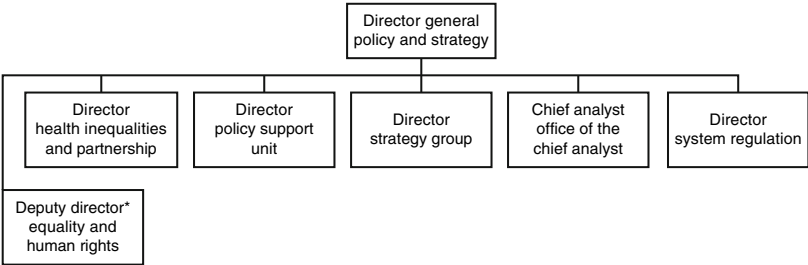 Director general
policy and strategy
Director
health inequalities
and partnership
Director
policy support
unit
Director
strategy group
Chief analyst
office of the
chief analyst
Director
system regulation
Deputy director*
equality and
human rights